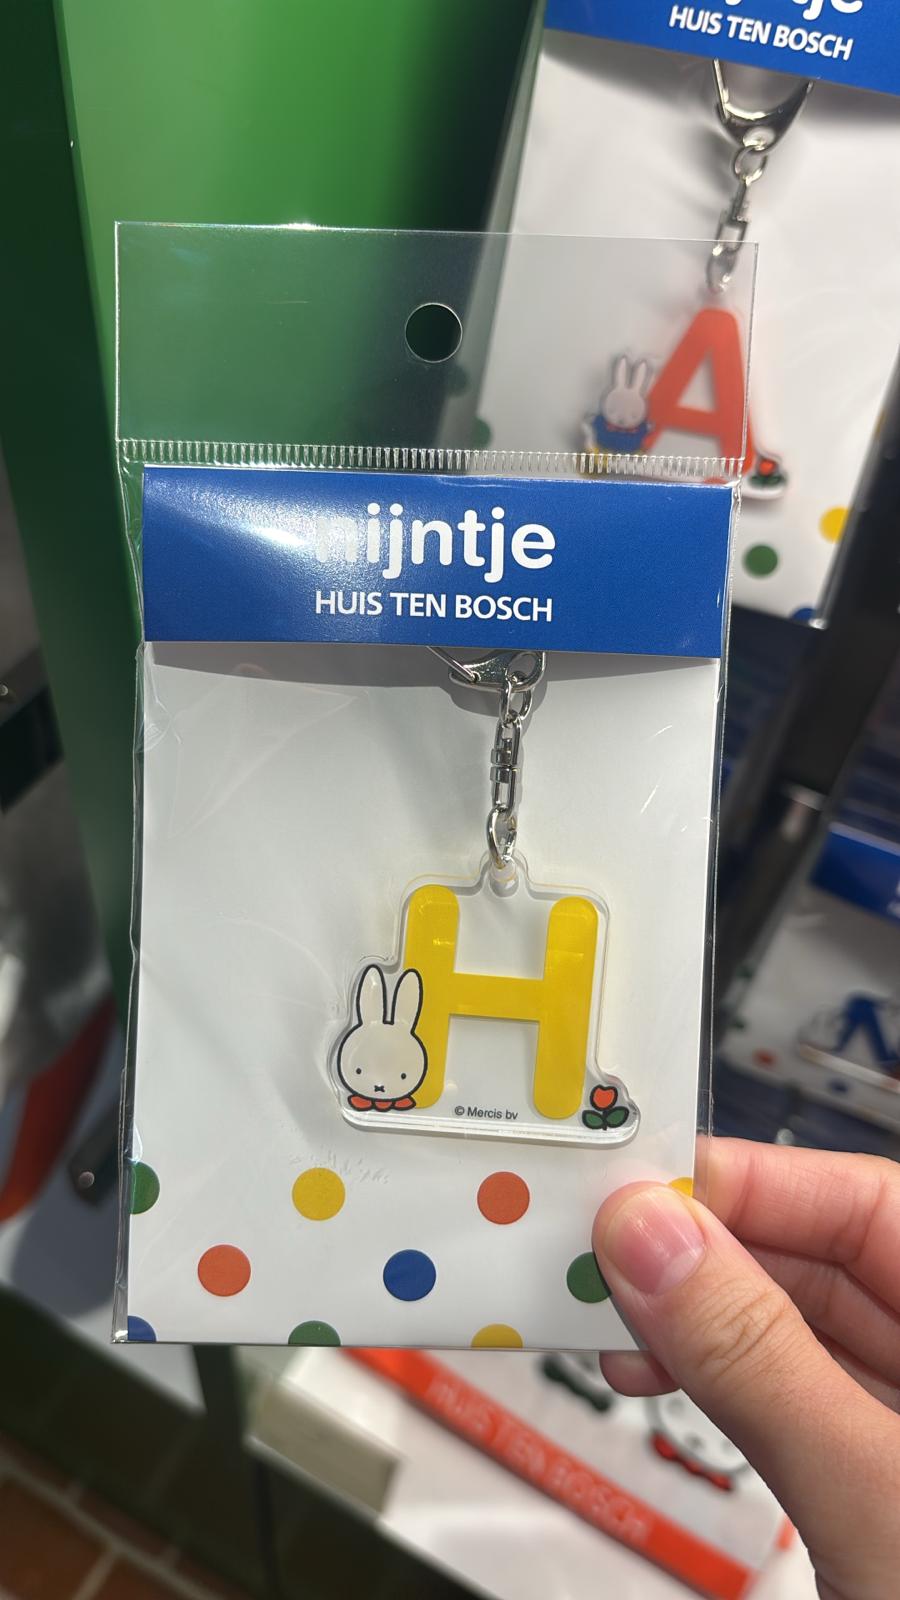 HUIS TEN BOSCH
A
nijntje
HUIS TEN BOSCH
H
© Mercis bv
HUIS TEN BOSCH